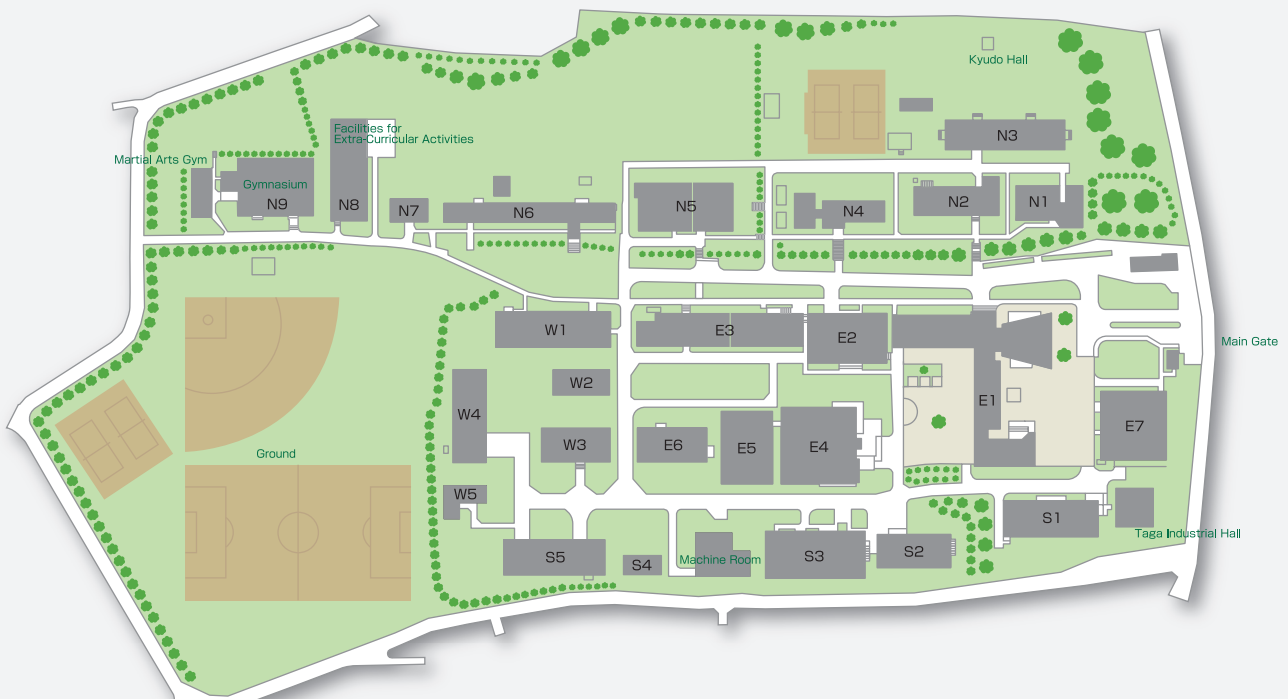 Kyudo Hall
Facilities for
Extra-Curricular Activities
N3
Martial Arts Gym
Gymnasium
N9
N8
N7
N6
N5
N4
N2
N1
W1
E3
E2
Main Gate
W2
W4
E1
W3
E6
E5
E4
E7
Ground
W5
S1
Taga Industrial Hall
S5
S4
Machine Room
S3
S2